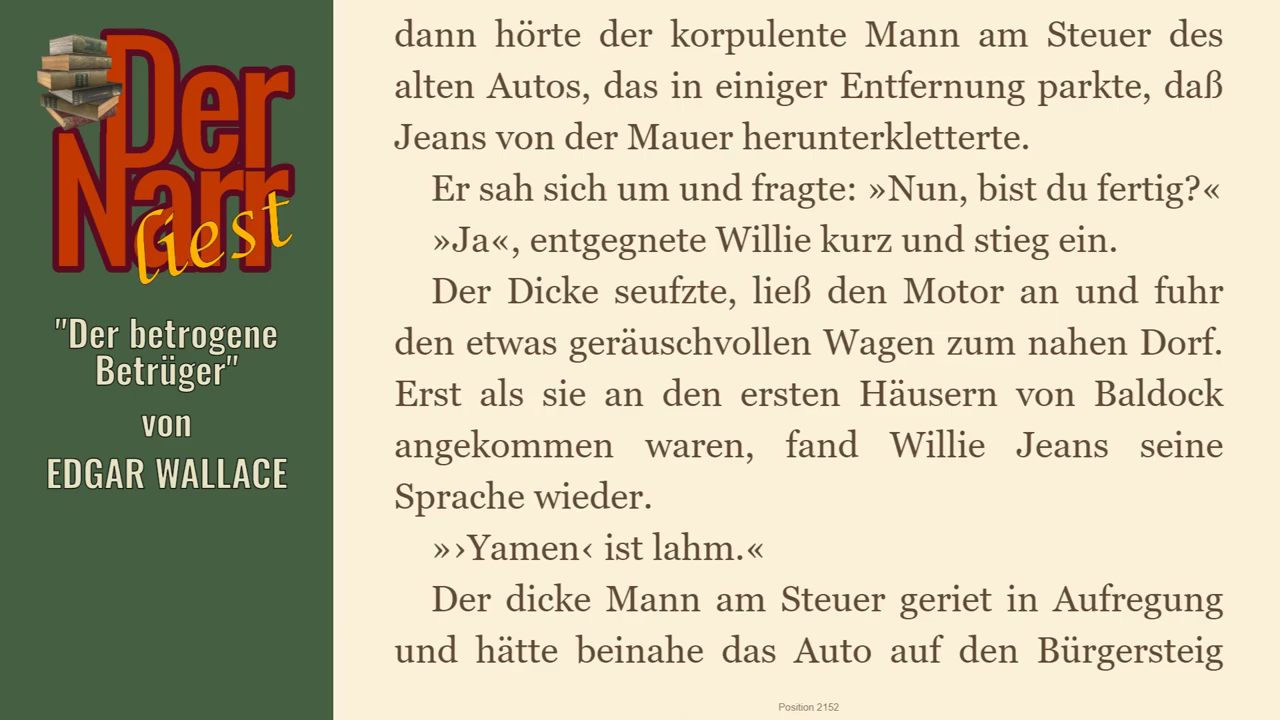 Der
Narr
liest
"Der betrogene
Betrüger"
von
EDGAR WALLACE
dann hörte der korpulente Mann am Steuer des
alten Autos, das in einiger Entfernung parkte, daß
Jeans von der Mauer herunterkletterte.
Er sah sich um und fragte: »Nun, bist du fertig?«
»Ja«, entgegnete Willie kurz und stieg ein.
Der Dicke seufzte, ließ den Motor an und fuhr
den etwas geräuschvollen Wagen zum nahen Dorf.
Erst als sie an den ersten Häusern von Baldock
angekommen waren, fand Willie Jeans seine
Sprache wieder.
»›Yamen‹ ist lahm.«
Der dicke Mann am Steuer geriet in Aufregung
und hätte beinahe das Auto auf den Bürgersteig
Position 2152